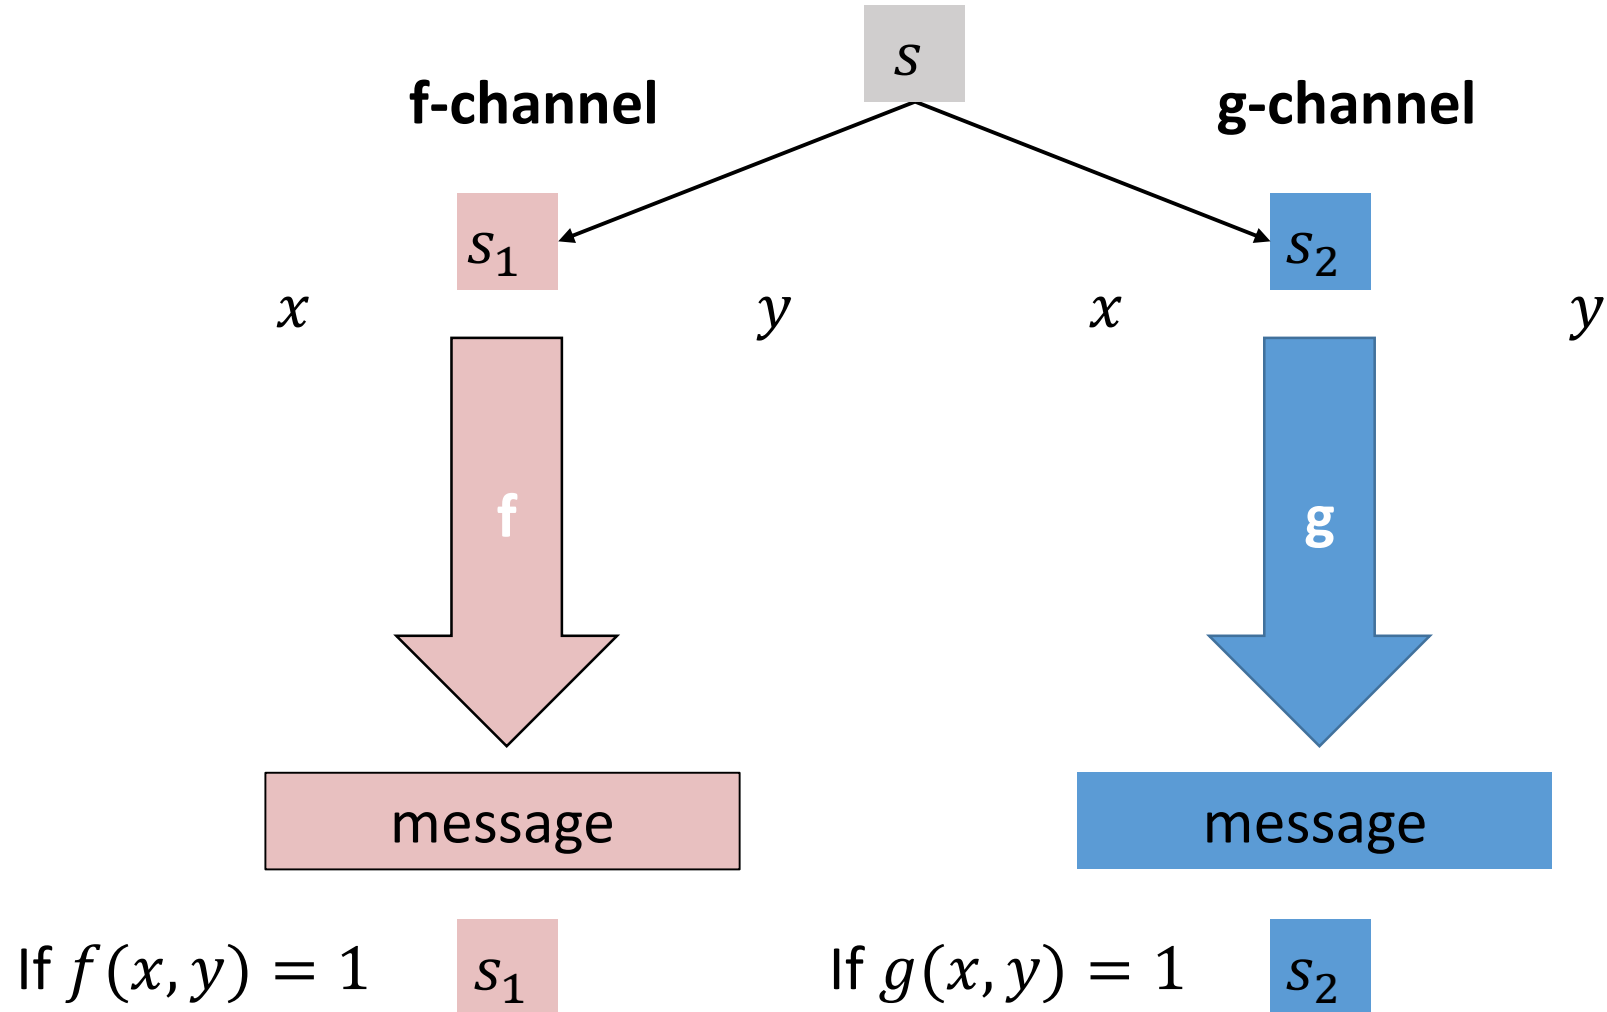 s
f-channel
g-channel
s₁
s₂
x
y
x
y
f
g
message
message
If f(x, y) = 1
s₁
If g(x, y) = 1
s₂